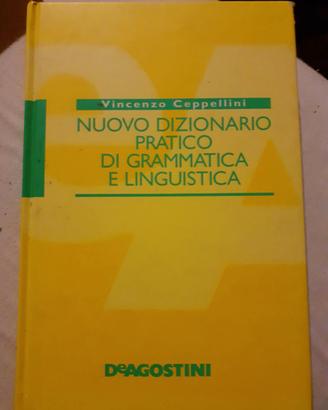 Vincenzo Ceppellini
NUOVO DIZIONARIO
PRATICO
DI GRAMMATICA
E LINGUISTICA
DeAGOSTINI